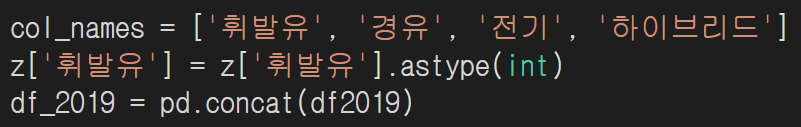 col_names = ['휘발유', '경유', '전기', '하이브리드']
z['휘발유'] = z['휘발유'].astype(int)
df_2019 = pd.concat(df2019)